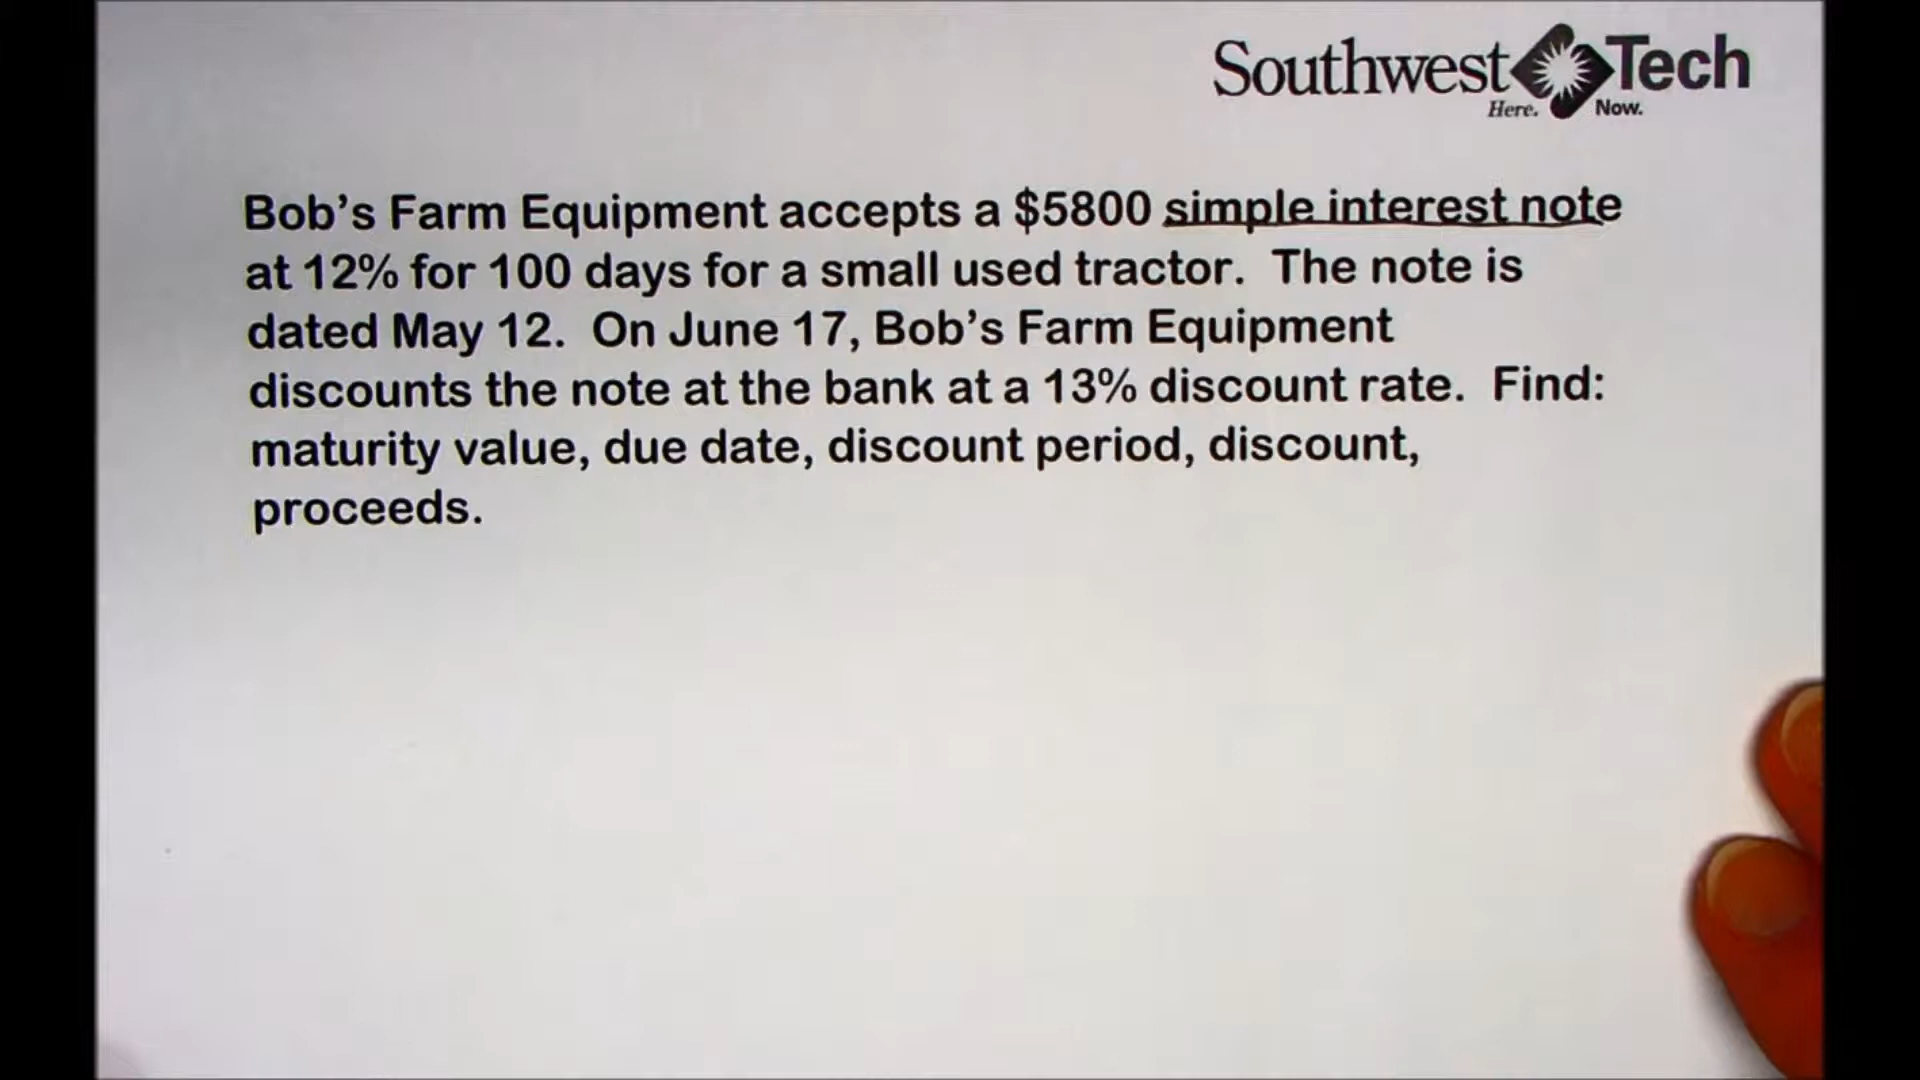 Southwest Tech
Here. Now.
Bob's Farm Equipment accepts a $5800 simple interest note
at 12% for 100 days for a small used tractor. The note is
dated May 12. On June 17, Bob's Farm Equipment
discounts the note at the bank at a 13% discount rate. Find:
maturity value, due date, discount period, discount,
proceeds.